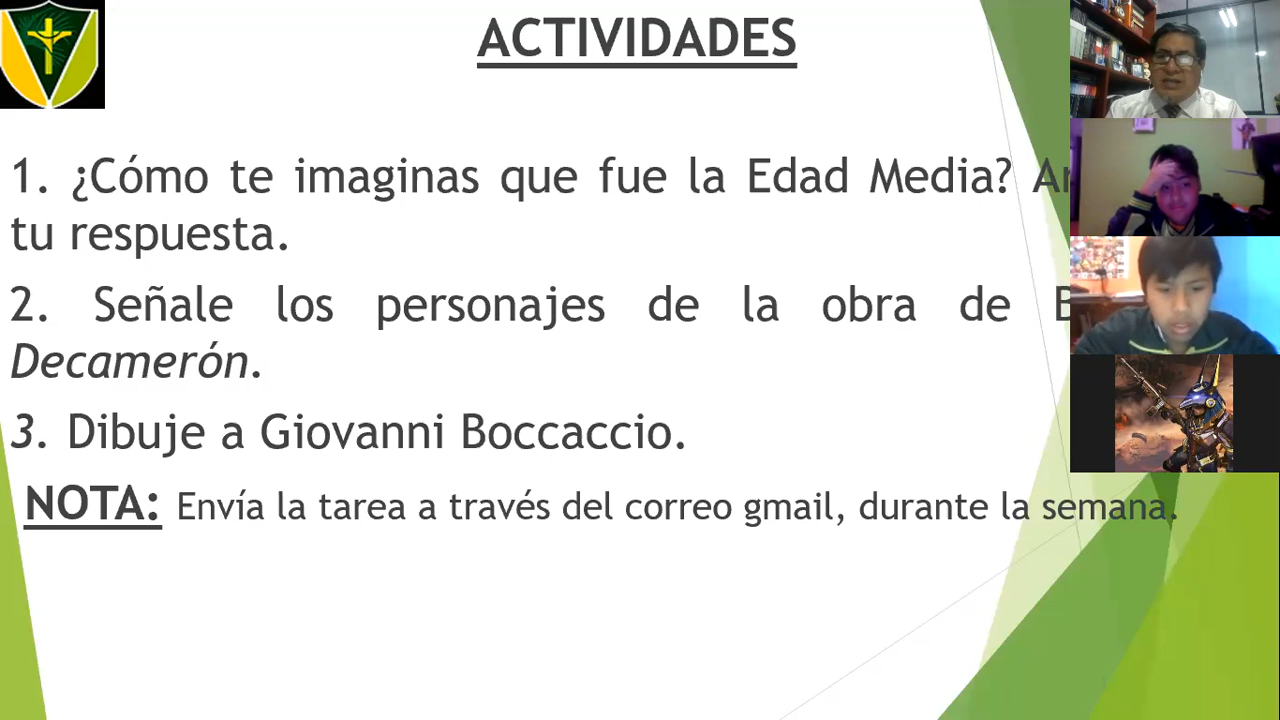 ACTIVIDADES
1. ¿Cómo te imaginas que fue la Edad Media?
tu respuesta.
2. Señale los personajes de la obra de
Decamerón.
3. Dibuje a Giovanni Boccaccio.
NOTA: Envía la tarea a través del correo gmail, durante la semana.